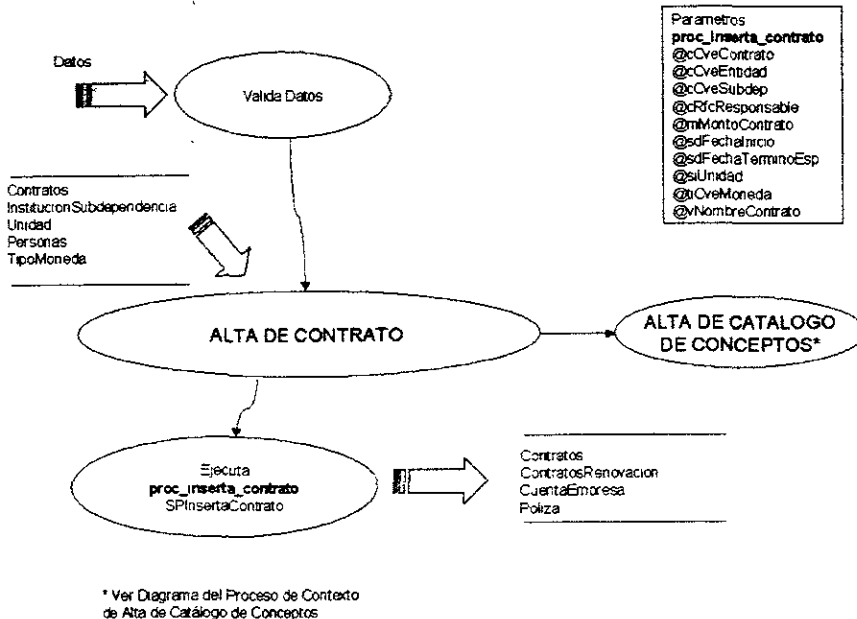 Datos
Valida Datos
Parametros
proc_inserta_contrato
@cCveContrato
@cCveEntidad
@cCveSubdep
@cRfcResponsable
@mMontoContrato
@sdFechaInicio
@sdFechaTerminoEsp
@siUnidad
@tiCveMoneda
@vNombreContrato
Contratos
InstitucionSubdependencia
Unidad
Personas
TipoMoneda
ALTA DE CONTRATO
ALTA DE CATALOGO
DE CONCEPTOS*
Ejecuta
proc_inserta_contrato
SPInsertaContrato
Contratos
ContratosRenovacion
CuentaEmpresa
Poliza
* Ver Diagrama del Proceso de Contexto
de Alta de Catálogo de Conceptos